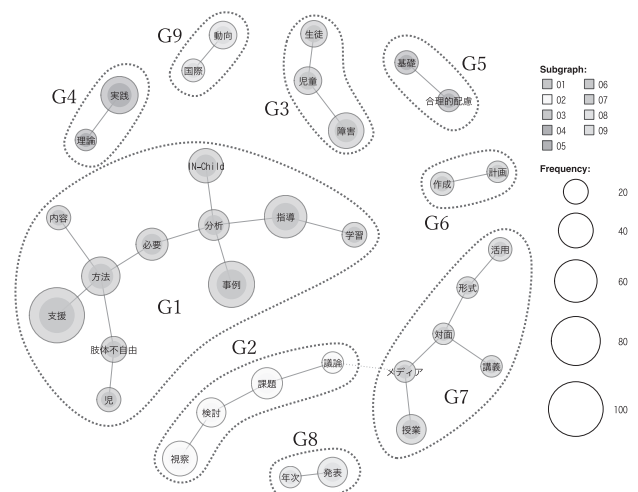 G9
動向
国際
G4
実践
理論
G3
生徒
児童
障害
G5
基礎
合理的配慮
G6
作成
計画
G1
IN-Child
内容
必要
分析
指導
学習
方法
事例
支援
肢体不自由
児
G2
議論
課題
検討
視察
G7
活用
形式
対面
メディア
講義
授業
G8
年次
発表
Subgraph:
01 06
02 07
03 08
04 09
05
Frequency:
20
40
60
80
100